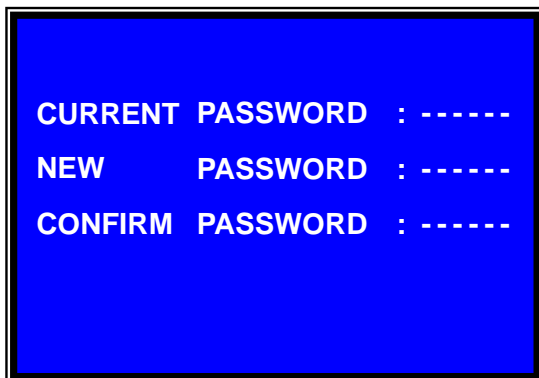 CURRENT PASSWORD : ------
NEW PASSWORD : ------
CONFIRM PASSWORD : ------